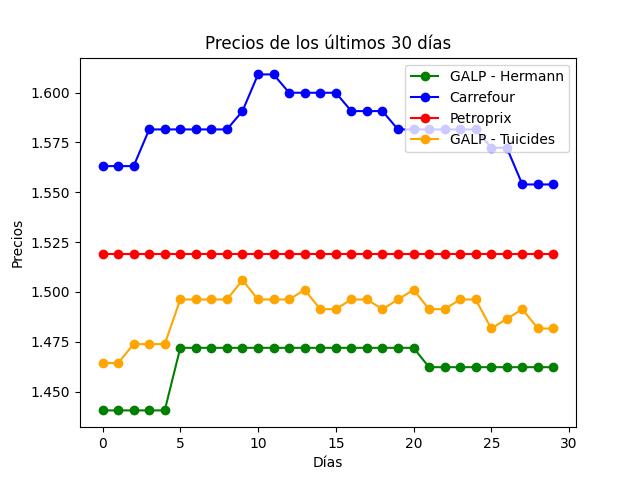 Precios de los últimos 30 días
GALP - Hermann
Carrefour
Petroprix
GALP - Tuicides
Precios
1.600
1.575
1.550
1.525
1.500
1.475
1.450
0 5 10 15 20 25 30
Días